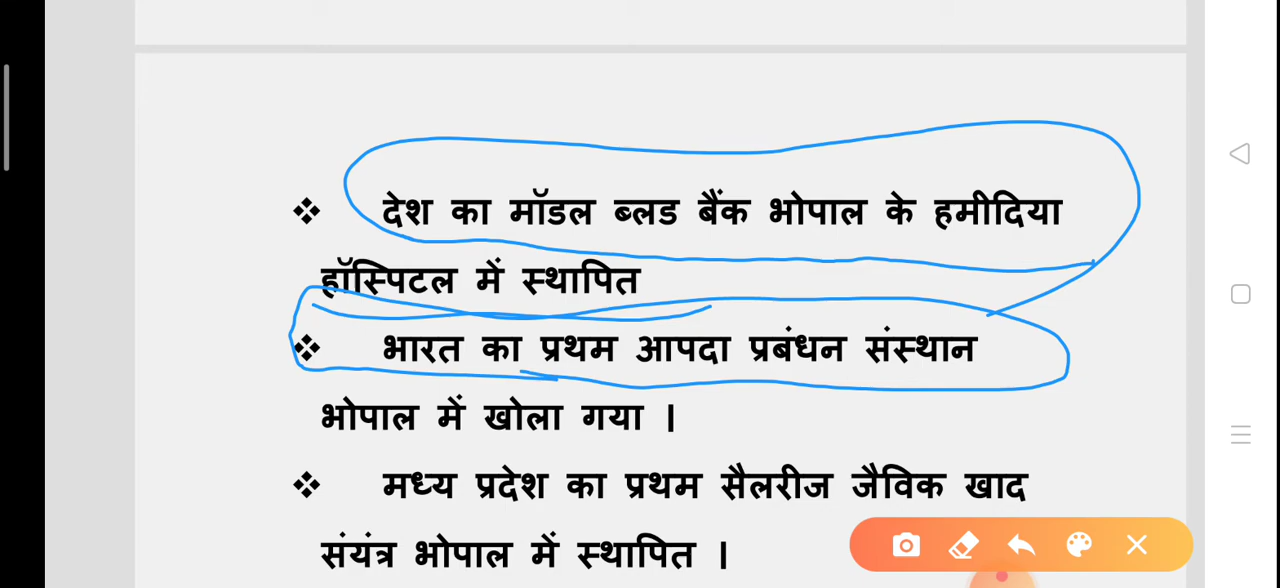 ❖ देश का मॉडल ब्लड बैंक भोपाल के हमीदिया
हॉस्पिटल में स्थापित
❖ भारत का प्रथम आपदा प्रबंधन संस्थान
भोपाल में खोला गया |
❖ मध्य प्रदेश का प्रथम सैलरीज जैविक खाद
संयंत्र भोपाल में स्थापित |